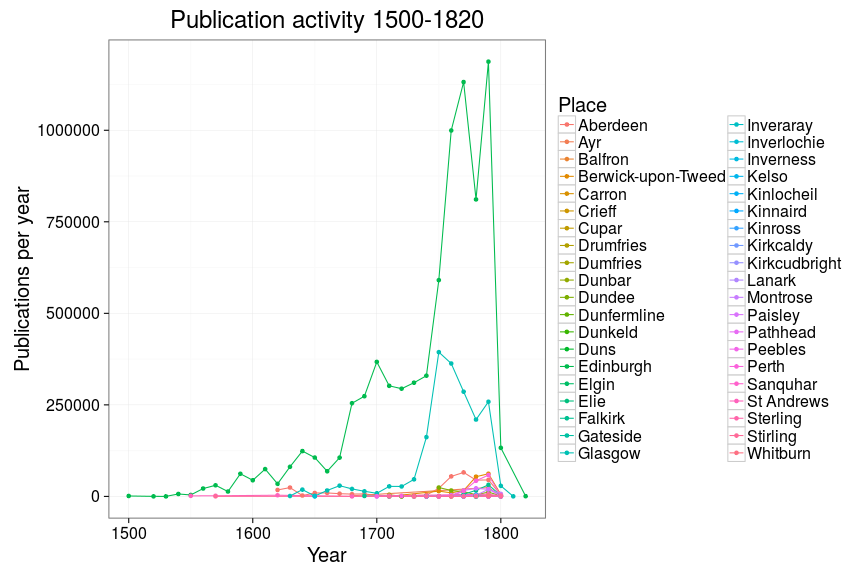 Publication activity 1500-1820
Publications per year
1000000
750000
500000
250000
0
1500
1600
1700
1800
Year
Place
Aberdeen
Ayr
Balfron
Berwick-upon-Tweed
Carron
Crieff
Cupar
Drumfries
Dumfries
Dunbar
Dundee
Dunfermline
Dunkeld
Duns
Edinburgh
Elgin
Elie
Falkirk
Gateside
Glasgow
Inveraray
Inverlochie
Inverness
Kelso
Kinlocheil
Kinnaird
Kinross
Kirkcaldy
Kirkcudbright
Lanark
Montrose
Paisley
Pathhead
Peebles
Perth
Sanquhar
St Andrews
Sterling
Stirling
Whitburn